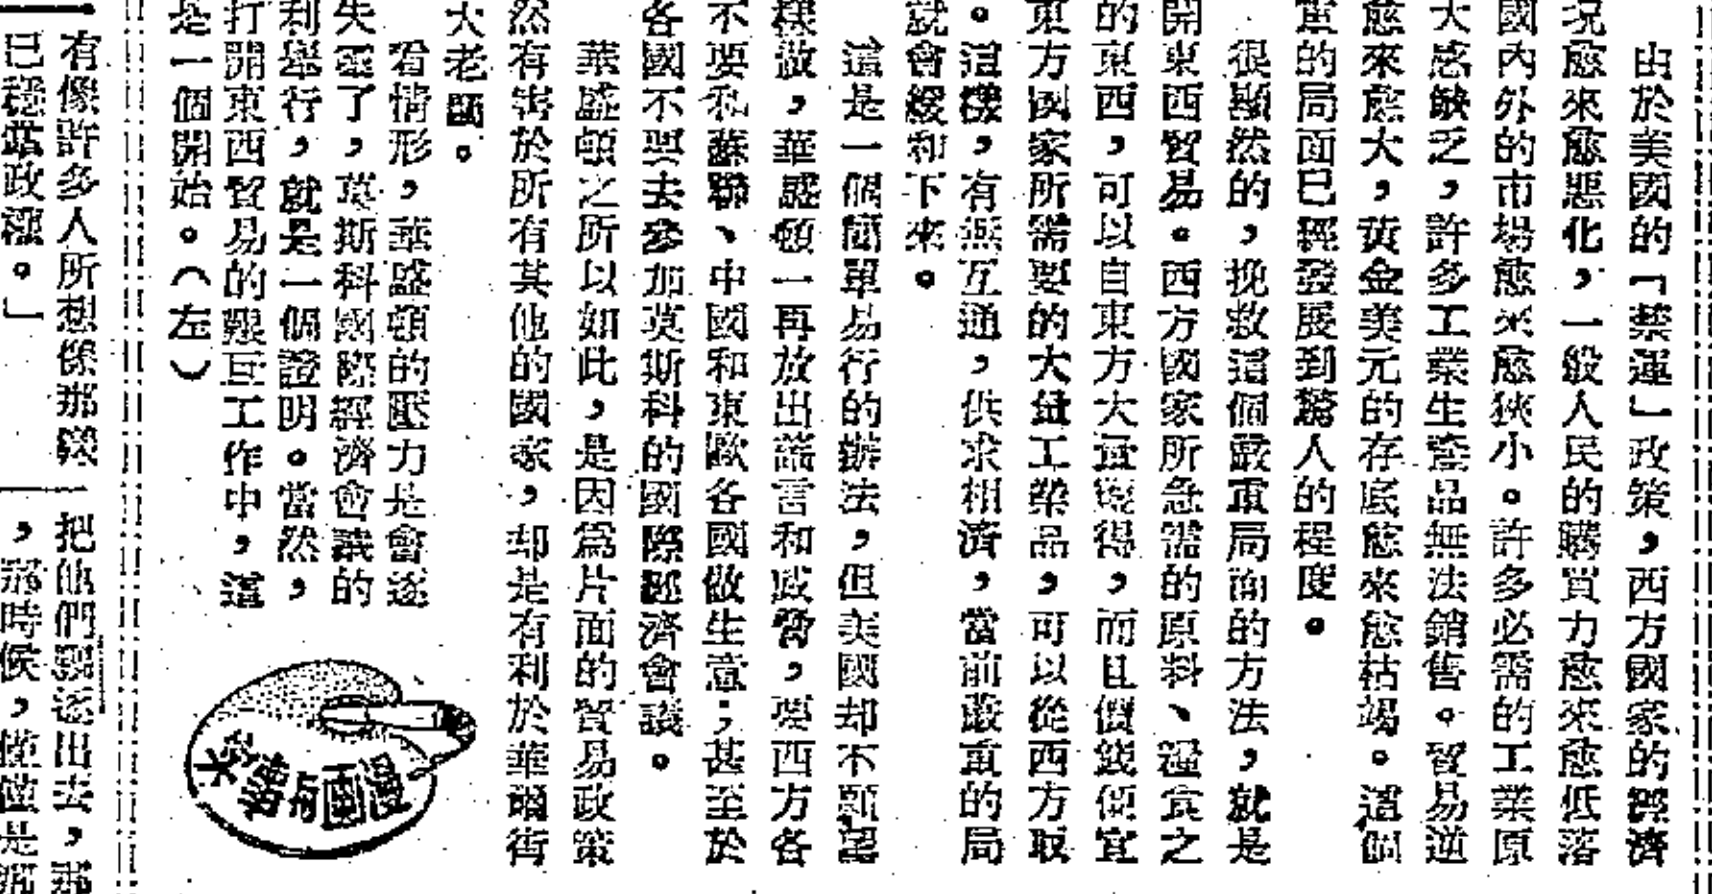 由於美國的「禁運」政策，西方國家的經濟
況愈來愈惡化，一般人民的購買力愈來愈低落
國內外的市場愈來愈狹小。許多必需的工業原
大感缺乏，許多工業生產品無法銷售。貿易逆
愈來愈大，黃金美元的存底愈來愈枯竭。這個
重的局面已經發展到驚人的程度。
很顯然的，挽救這個嚴重局面的方法，就是
開東西貿易。西方國家所急需的原料、糧食之
的東西，可以自東方大量獲得，而且價錢便宜
東方國家所需要的大量工業品，可以從西方取
。這樣，有無互通，供求相濟，當前嚴重的局
就會緩和下來。
這是一個簡單易行的辦法，但美國却不願望
樣做，華盛頓一再放出謠言和威脅，要西方各
不要和蘇聯、中國和東歐各國做生意；甚至於
各國不要去參加莫斯科的國際經濟會議。
華盛頓之所以如此，是因為片面的貿易政策
然有害於所有其他的國家，却是有利於華爾街
大老闆。
看情形，華盛頓的壓力是會逐
失靈了，莫斯科國際經濟會議的
利舉行，就是一個證明。當然，
打開東西貿易的艱巨工作中，這
是一個開始。（左）
漫園有書
有像許多人所想像那樣
已穩踞政權。」
把他們驅逐出去，那
，那時候，僅僅是那